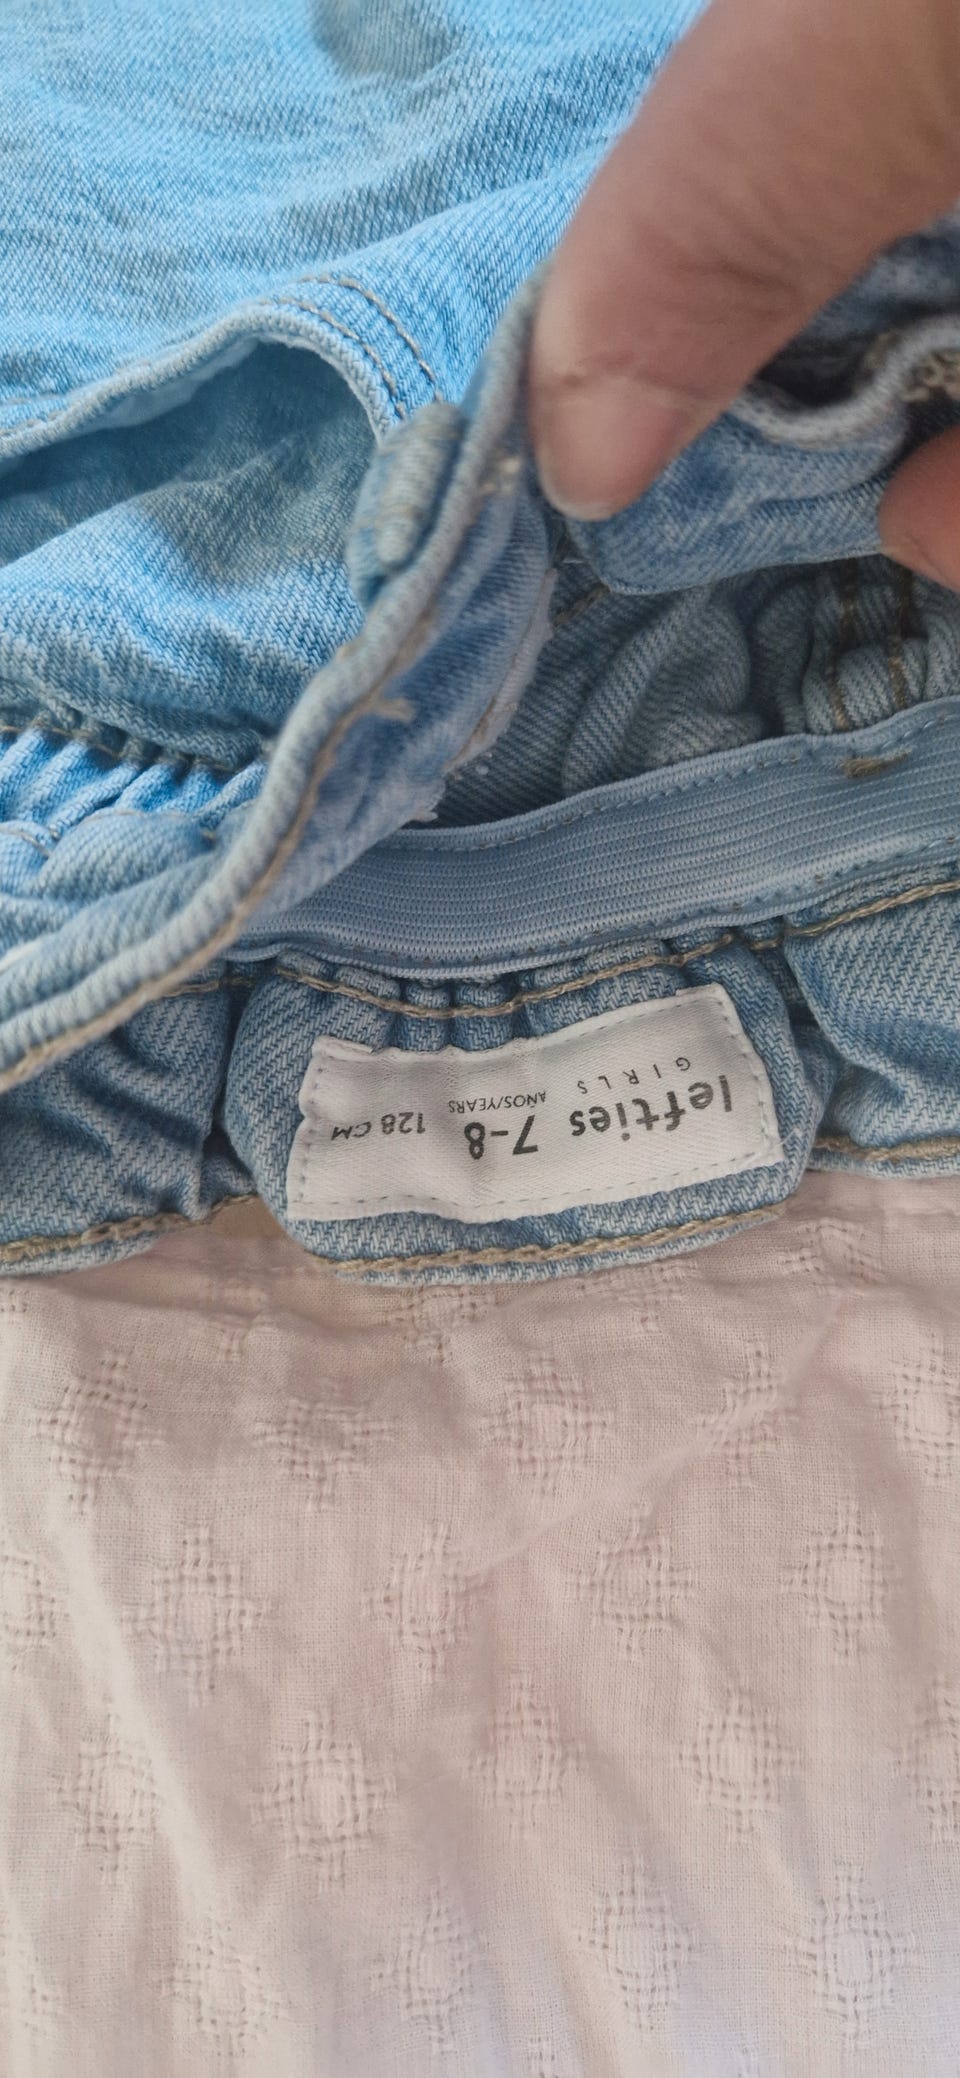 lefties
GIRLS
7-8
ANOS/YEARS
128 CM